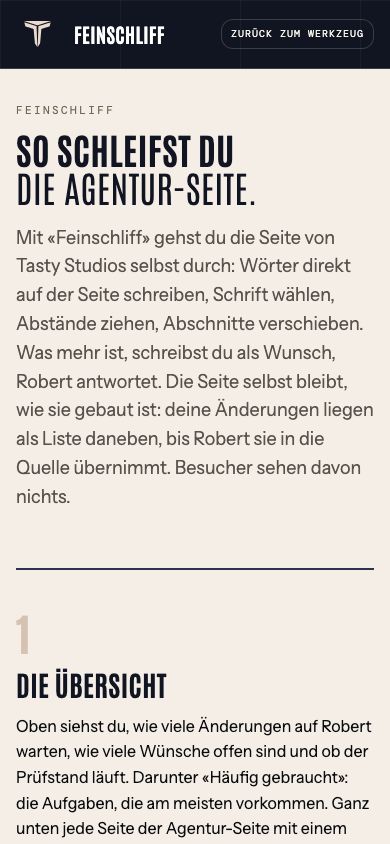 FEINSCHLIFF
ZURÜCK ZUM WERKZEUG
FEINSCHLIFF
SO SCHLEIFST DU
DIE AGENTUR-SEITE.
Mit «Feinschliff» gehst du die Seite von
Tasty Studios selbst durch: Wörter direkt
auf der Seite schreiben, Schrift wählen,
Abstände ziehen, Abschnitte verschieben.
Was mehr ist, schreibst du als Wunsch,
Robert antwortet. Die Seite selbst bleibt,
wie sie gebaut ist: deine Änderungen liegen
als Liste daneben, bis Robert sie in die
Quelle übernimmt. Besucher sehen davon
nichts.
1
DIE ÜBERSICHT
Oben siehst du, wie viele Änderungen auf Robert
warten, wie viele Wünsche offen sind und ob der
Prüfstand läuft. Darunter «Häufig gebraucht»:
die Aufgaben, die am meisten vorkommen. Ganz
unten jede Seite der Agentur-Seite mit einem